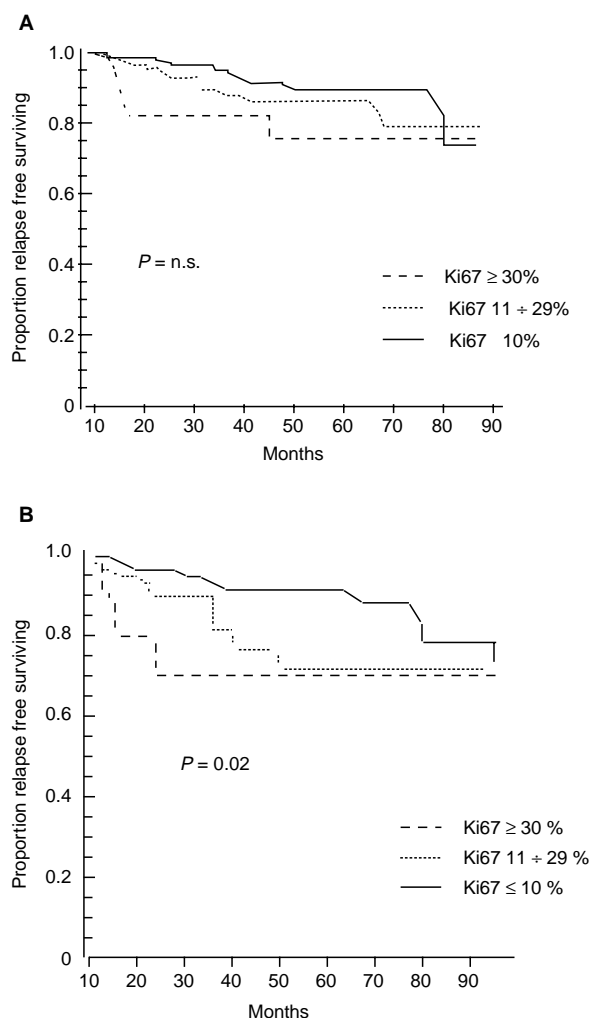 A
Proportion relapse free surviving
1.0
0.8
0.6
0.4
0.2
0
P = n.s.
Ki67 ≥ 30%
Ki67 11 ÷ 29%
Ki67 10%
10 20 30 40 50 60 70 80 90
Months
B
Proportion relapse free surviving
1.0
0.8
0.6
0.4
0.2
0
P = 0.02
Ki67 ≥ 30 %
Ki67 11 ÷ 29 %
Ki67 ≤ 10 %
10 20 30 40 50 60 70 80 90
Months